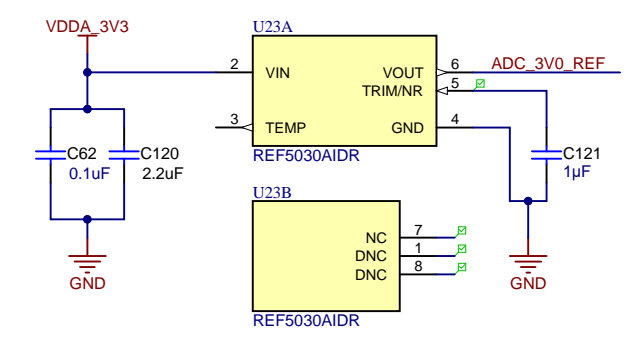 VDDA_3V3
U23A
2
VIN
VOUT
6
ADC_3V0_REF
TRIM/NR
5
3
TEMP
GND
4
REF5030AIDR
C62
0.1uF
C120
2.2uF
C121
1µF
U23B
NC
7
DNC
1
DNC
8
GND
GND
REF5030AIDR